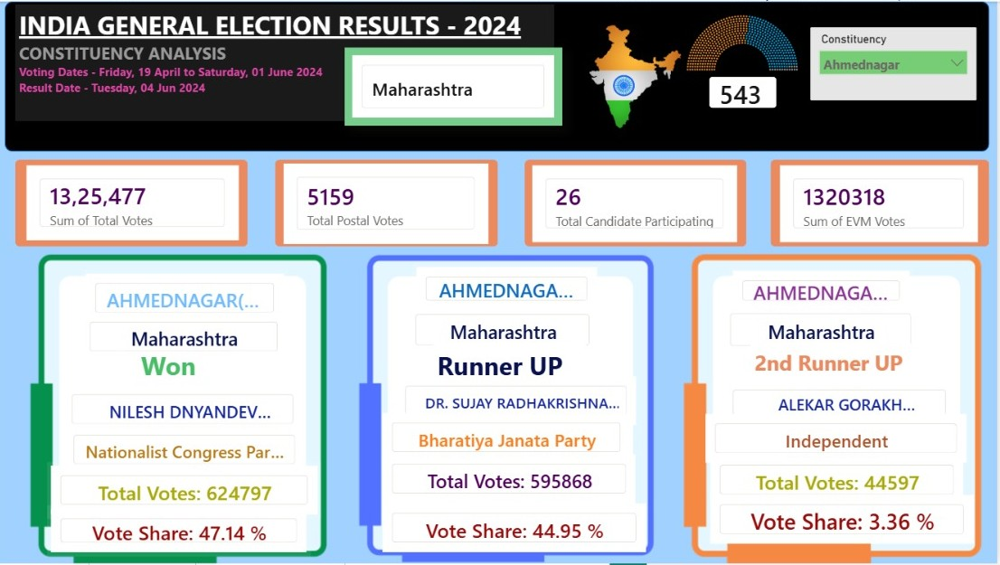 INDIA GENERAL ELECTION RESULTS - 2024
CONSTITUENCY ANALYSIS
Voting Dates - Friday, 19 April to Saturday, 01 June 2024
Result Date - Tuesday, 04 Jun 2024
Maharashtra
543
Constituency
Ahmednagar
13,25,477
Sum of Total Votes
5159
Total Postal Votes
26
Total Candidate Participating
1320318
Sum of EVM Votes
AHMEDNAGAR(...
Maharashtra
Won
NILESH DNYANDEV...
Nationalist Congress Par...
Total Votes: 624797
Vote Share: 47.14 %
AHMEDNAGA...
Maharashtra
Runner UP
DR. SUJAY RADHAKRISHNA...
Bharatiya Janata Party
Total Votes: 595868
Vote Share: 44.95 %
AHMEDNAGA...
Maharashtra
2nd Runner UP
ALEKAR GORAKH...
Independent
Total Votes: 44597
Vote Share: 3.36 %